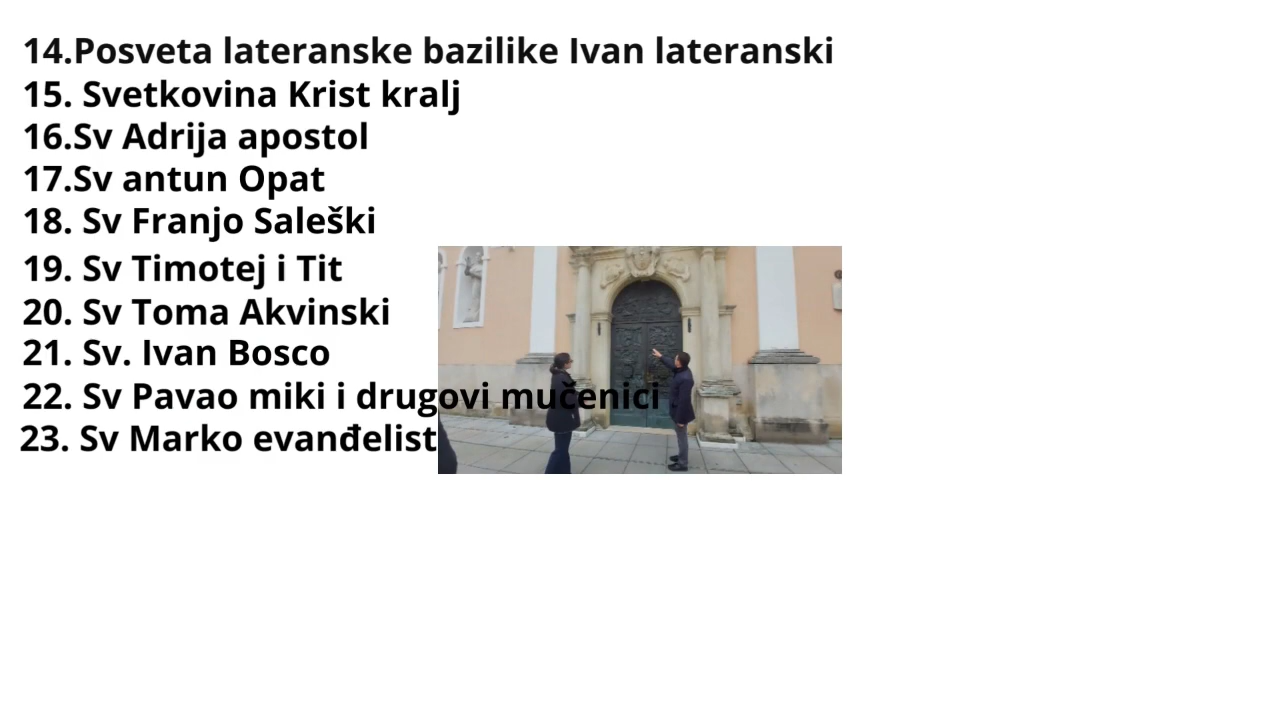 14.Posveta lateranske bazilike Ivan lateranski
15. Svetkovina Krist kralj
16.Sv Adrija apostol
17.Sv antun Opat
18. Sv Franjo Saleški
19. Sv Timotej i Tit
20. Sv Toma Akvinski
21. Sv. Ivan Bosco
22. Sv Pavao miki i drugovi mučenici
23. Sv Marko evanđelist